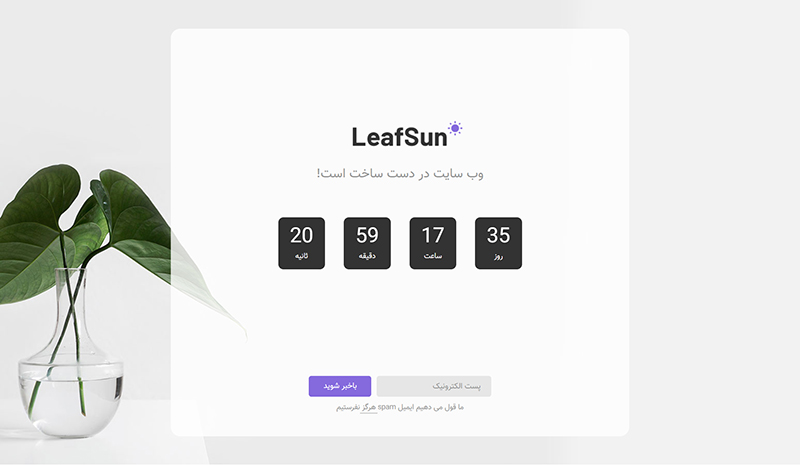 LeafSun
وب سایت در دست ساخت است!
35 17 59 20
روز ساعت دقیقه ثانیه
پست الکترونیک باخبر شوید
ما قول می دهیم ایمیل spam هرگز نفرستیم